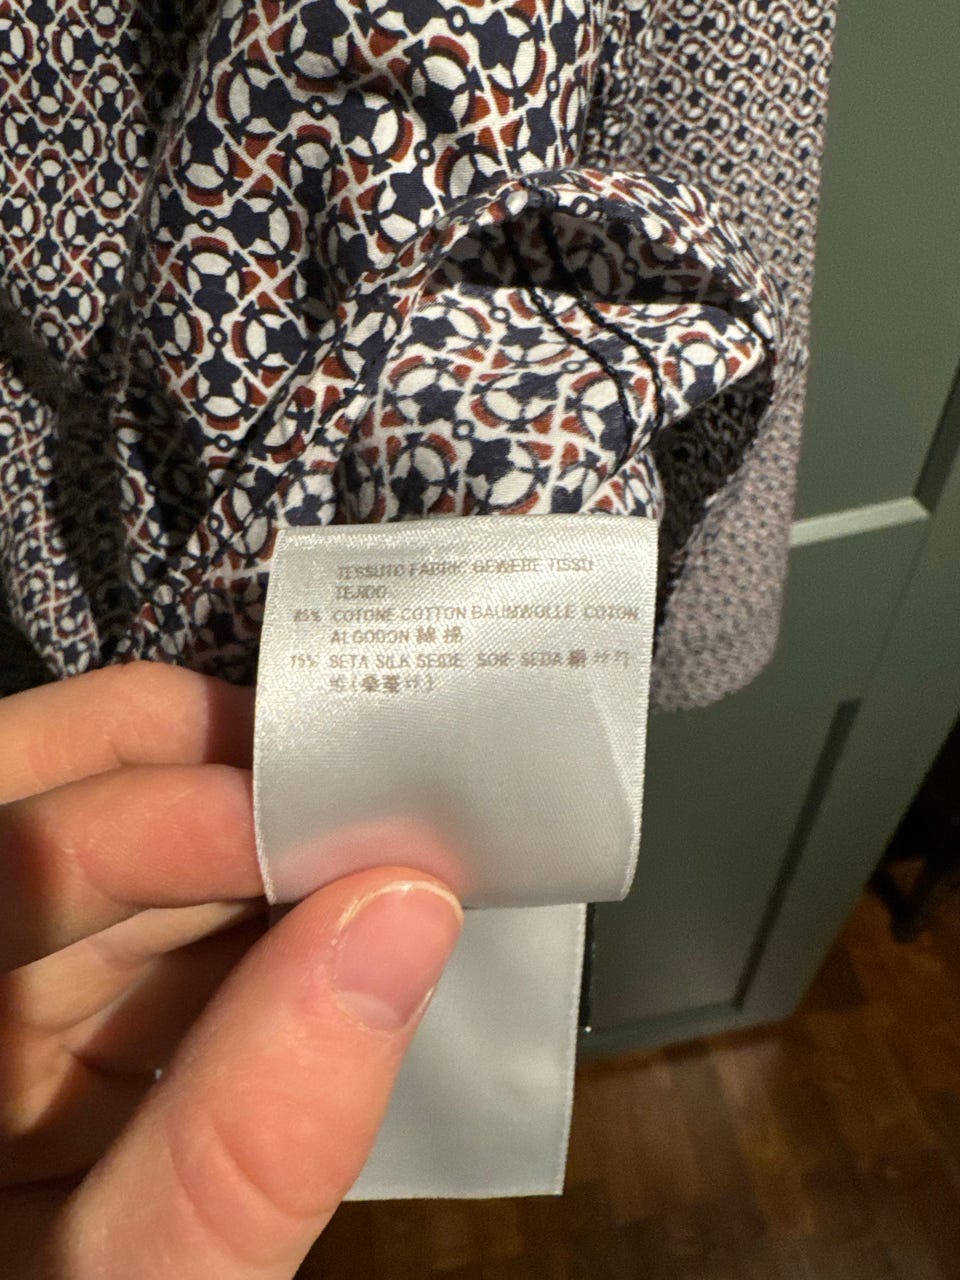 TESSUTO FABRIC GEWEBE TISSU
TEJIDO
85% COTONE COTTON BAUMWOLLE COTON
ALGODON 綿 棉
15% SETA SILK SEIDE SOIE SEDA 絹